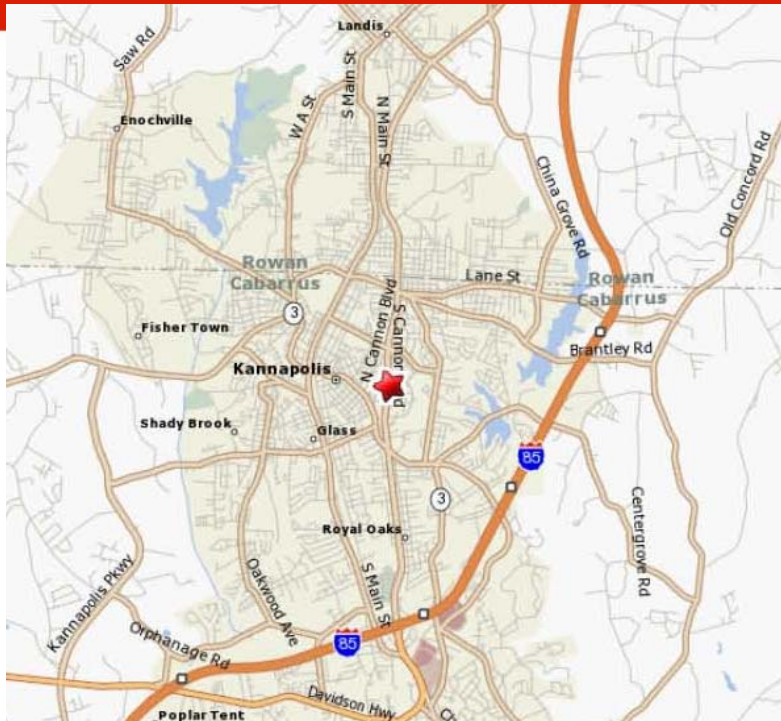 Landis
Saw Rd
S Main St
W A St
N Main St
Enochville
China Grove Rd
Old Concord Rd
Rowan
Cabarrus
Lane St
Rowan
Cabarrus
3
N Cannon Blvd
Fisher Town
Brantley Rd
Kannapolis
Shady Brook
Glass
85
3
Centergrove Rd
Royal Oaks
S Main St
Oakwood Ave
Kannapolis Pkwy
Orphanage Rd
85
Davidson Hwy
Poplar Tent